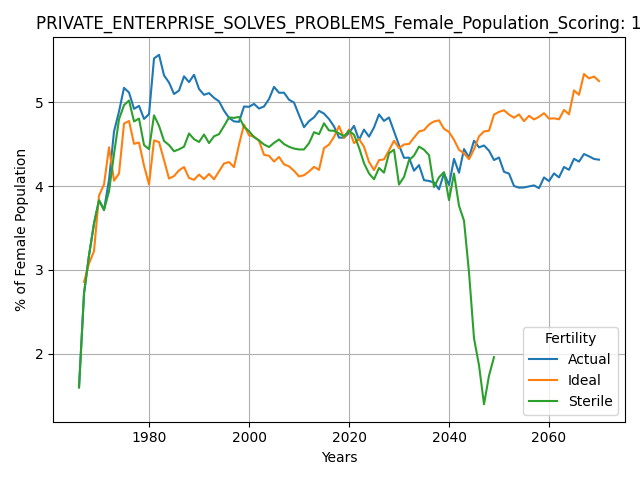 PRIVATE_ENTERPRISE_SOLVES_PROBLEMS_Female_Population_Scoring: 1
% of Female Population
5
4
3
2
1980
2000
2020
2040
2060
Years
Fertility
Actual
Ideal
Sterile